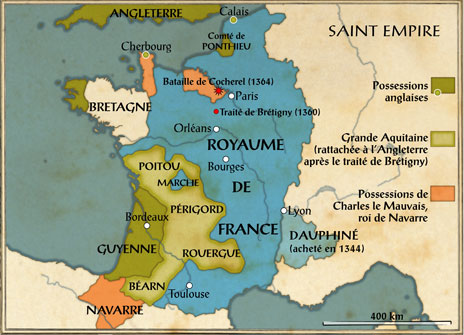 ANGLETERRE
Calais
SAINT EMPIRE
Comté de
PONTHIEU
Cherbourg
Bataille de Cocherel (1364)
Paris
BRETAGNE
Traité de Brétigny (1360)
Orléans
ROYAUME
DE
FRANCE
Bourges
POITOU
MARCHE
PÉRIGORD
Bordeaux
GUYENNE
ROUERGUE
Lyon
DAUPHINÉ
(acheté en 1344)
BÉARN
Toulouse
NAVARRE
Possessions
anglaises
Grande Aquitaine
(rattachée à l'Angleterre
après le traité de Brétigny)
Possessions de
Charles le Mauvais,
roi de Navarre
400 km